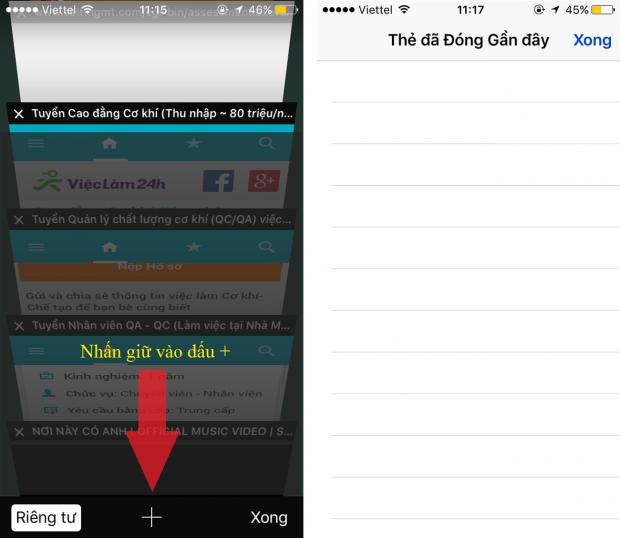 Viettel 11:15 46%
Tuyển Cao đẳng Cơ khí (Thu nhập ~ 80 triệu/n...
ViệcLàm24h
Tuyển Quản lý chất lượng cơ khí (QC/QA) việc...
Nộp Hồ sơ
Gửi và chia sẻ thông tin việc làm Cơ khí-
Chế tạo để bạn bè cùng biết
Tuyển Nhân viên QA - QC (Làm việc tại Nhà M...
Nhấn giữ vào dấu +
Kinh nghiệm: năm
Chức vụ: Chuyên viên - Nhân viên
Yêu cầu bằng cấp: Trung cấp
NƠI NÀY CÓ ANH | OFFICIAL MUSIC VIDEO | S...
Riêng tư
Xong
Viettel 11:17 45%
Thẻ đã Đóng Gần đây Xong